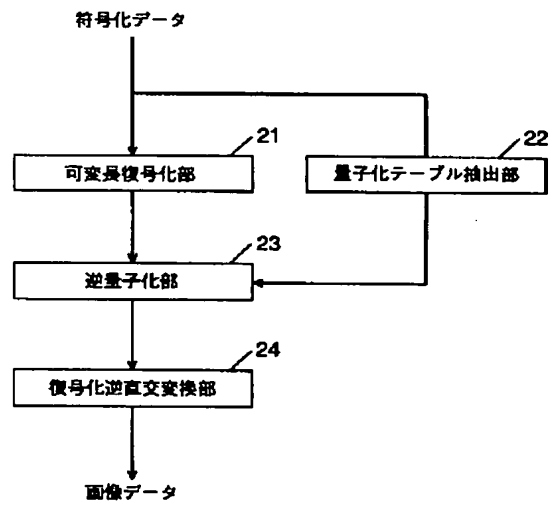 符号化データ
21
22
可変長復号化部
量子化テーブル抽出部
23
逆量子化部
24
復号化逆直交変換部
画像データ